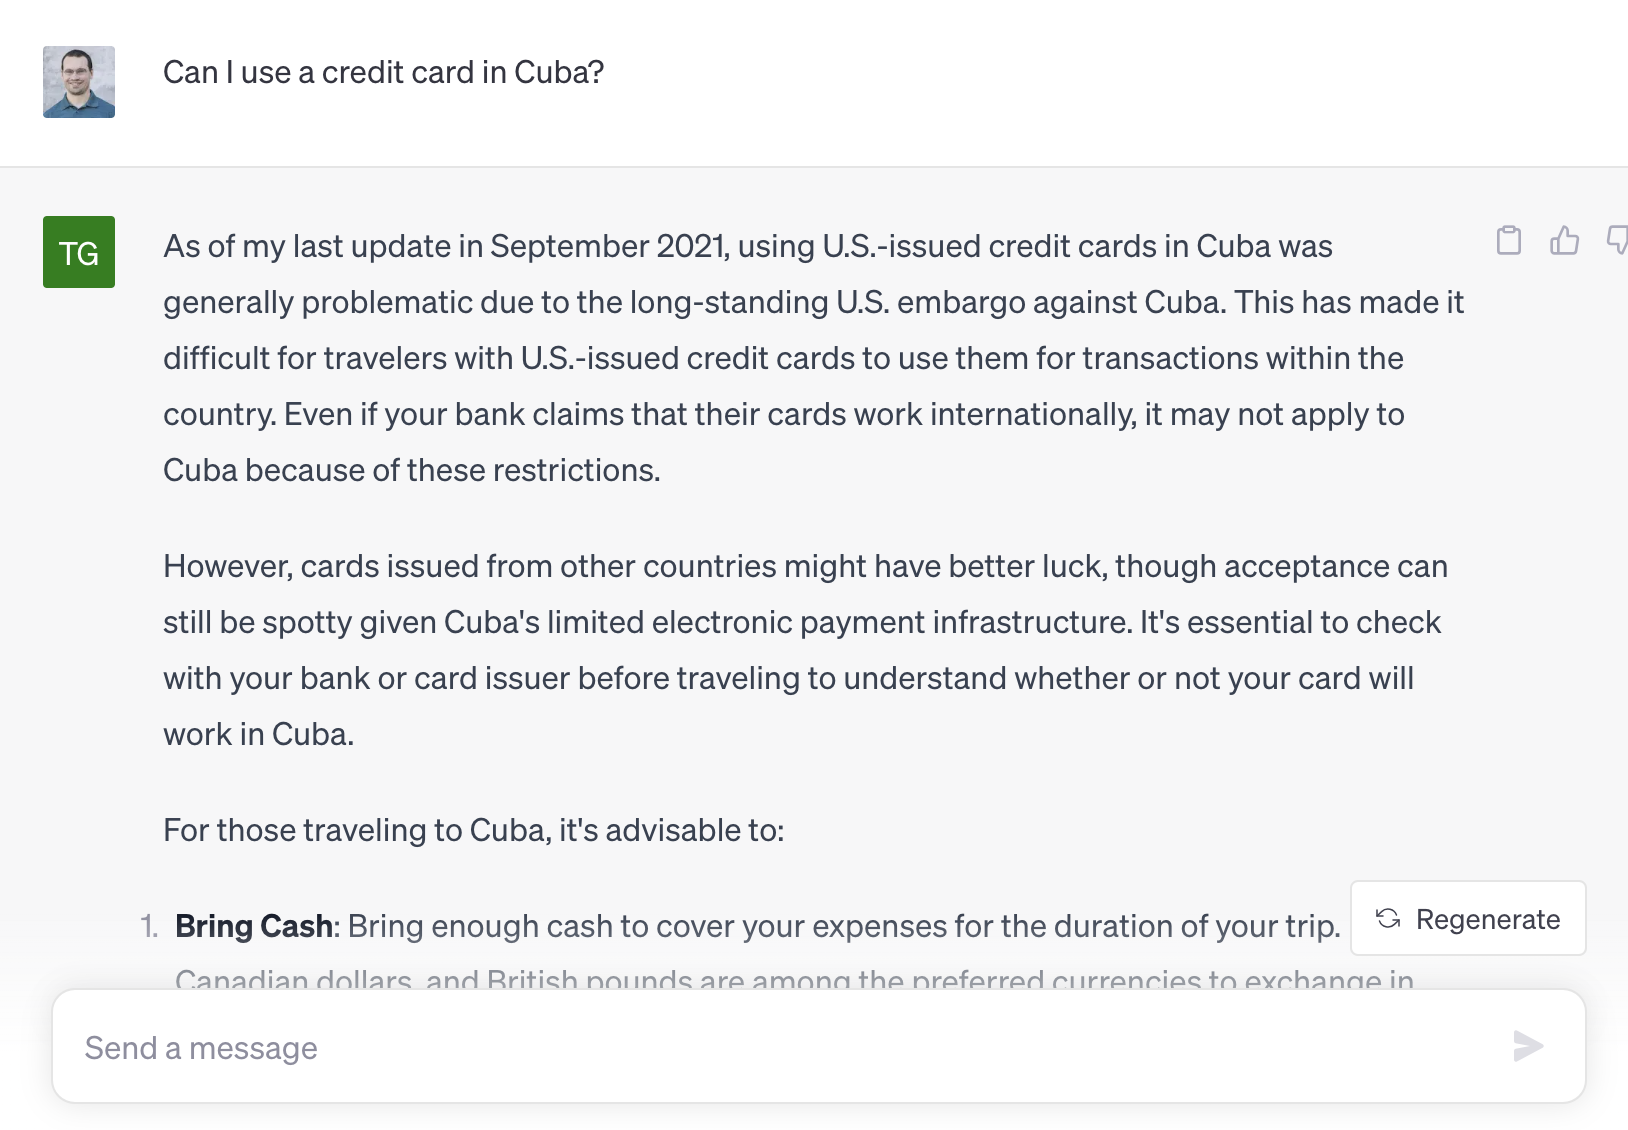 Can I use a credit card in Cuba?
TG
As of my last update in September 2021, using U.S.-issued credit cards in Cuba was
generally problematic due to the long-standing U.S. embargo against Cuba. This has made it
difficult for travelers with U.S.-issued credit cards to use them for transactions within the
country. Even if your bank claims that their cards work internationally, it may not apply to
Cuba because of these restrictions.
However, cards issued from other countries might have better luck, though acceptance can
still be spotty given Cuba's limited electronic payment infrastructure. It's essential to check
with your bank or card issuer before traveling to understand whether or not your card will
work in Cuba.
For those traveling to Cuba, it's advisable to:
1. Bring Cash: Bring enough cash to cover your expenses for the duration of your trip.
Regenerate
Canadian dollars, and British pounds are among the preferred currencies to exchange in
Send a message